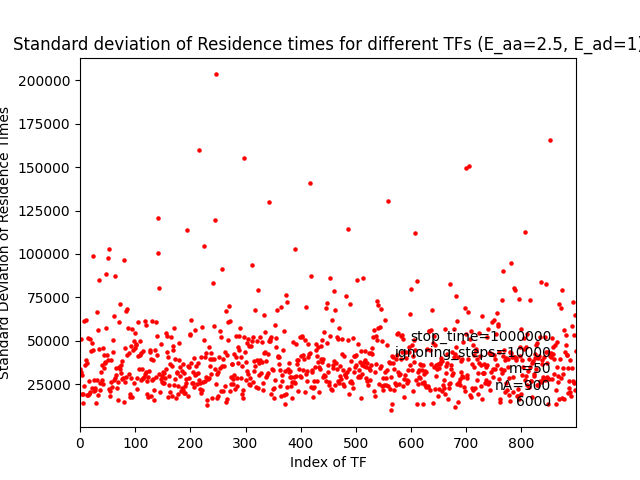 Standard deviation of Residence times for different TFs (E_aa=2.5, E_ad=1)
Standard Deviation of Residence Times
200000
175000
150000
125000
100000
75000
50000
25000
stop_time=1000000
ignoring_steps=10000
m=50
nA=900
6000
0 100 200 300 400 500 600 700 800
Index of TF